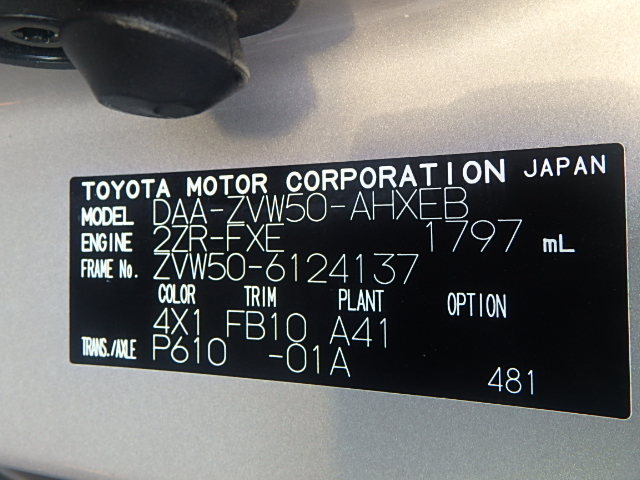 TOYOTA MOTOR CORPORATION JAPAN
MODEL DAA-ZVW50-AHXEB
ENGINE 2ZR-FXE 1797 mL
FRAME No. ZVW50-6124137
COLOR TRIM PLANT OPTION
4X1 FB10 A41
TRANS./AXLE P610 -01A
481